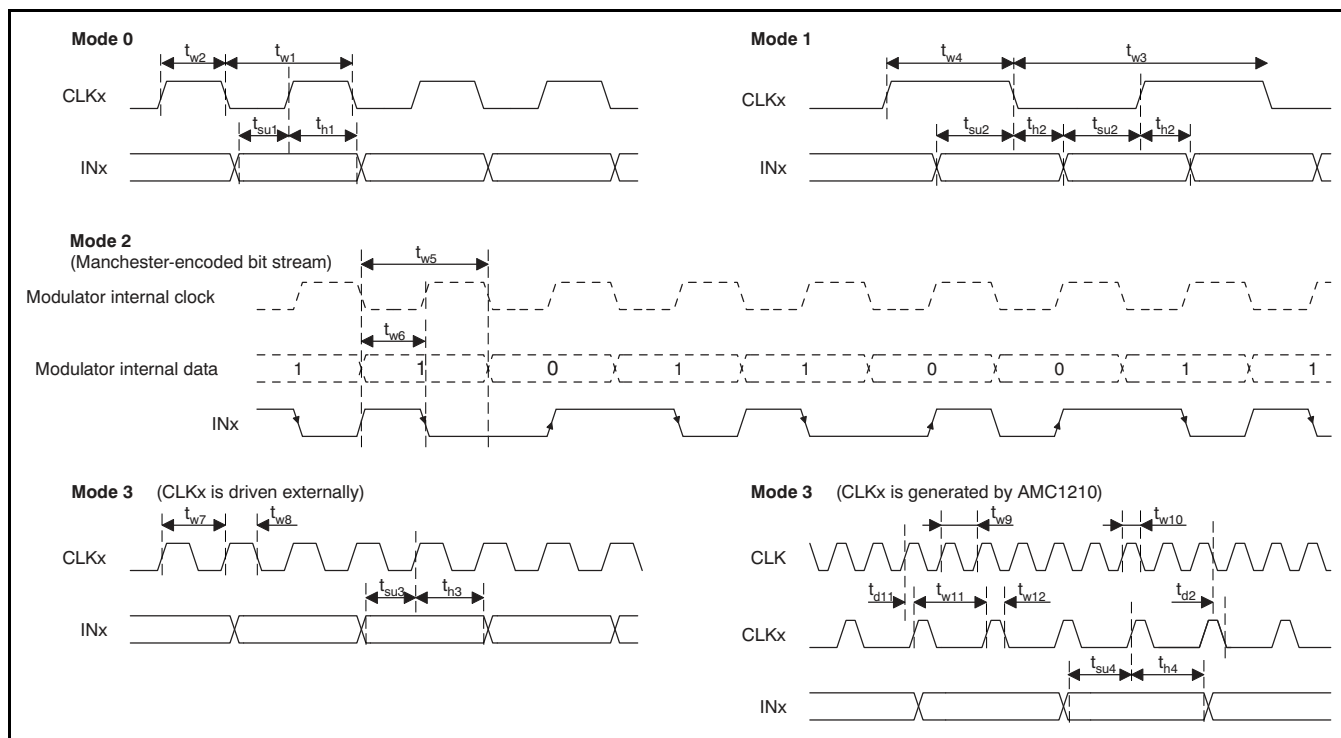 Mode 0
tw2
tw1
CLKx
tsu1
th1
INx
Mode 1
tw4
tw3
CLKx
tsu2
th2
tsu2
th2
INx
Mode 2
(Manchester-encoded bit stream)
tw5
Modulator internal clock
tw6
Modulator internal data
1 1 0 1 1 0 0 1 1
INx
Mode 3 (CLKx is driven externally)
tw7
tw8
CLKx
tsu3
th3
INx
Mode 3 (CLKx is generated by AMC1210)
tw9
tw10
CLK
td11
tw11
tw12
td2
CLKx
tsu4
th4
INx